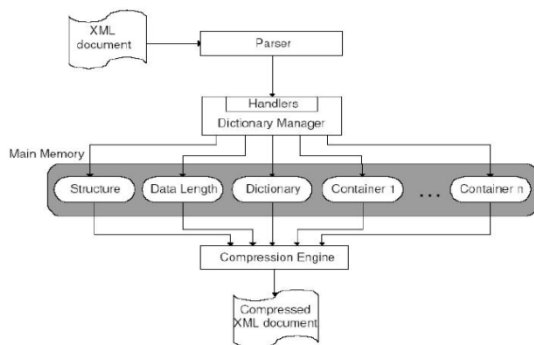 XML
document
Parser
Handlers
Dictionary Manager
Main Memory
Structure
Data Length
Dictionary
Container 1
...
Container n
Compression Engine
Compressed
XML document